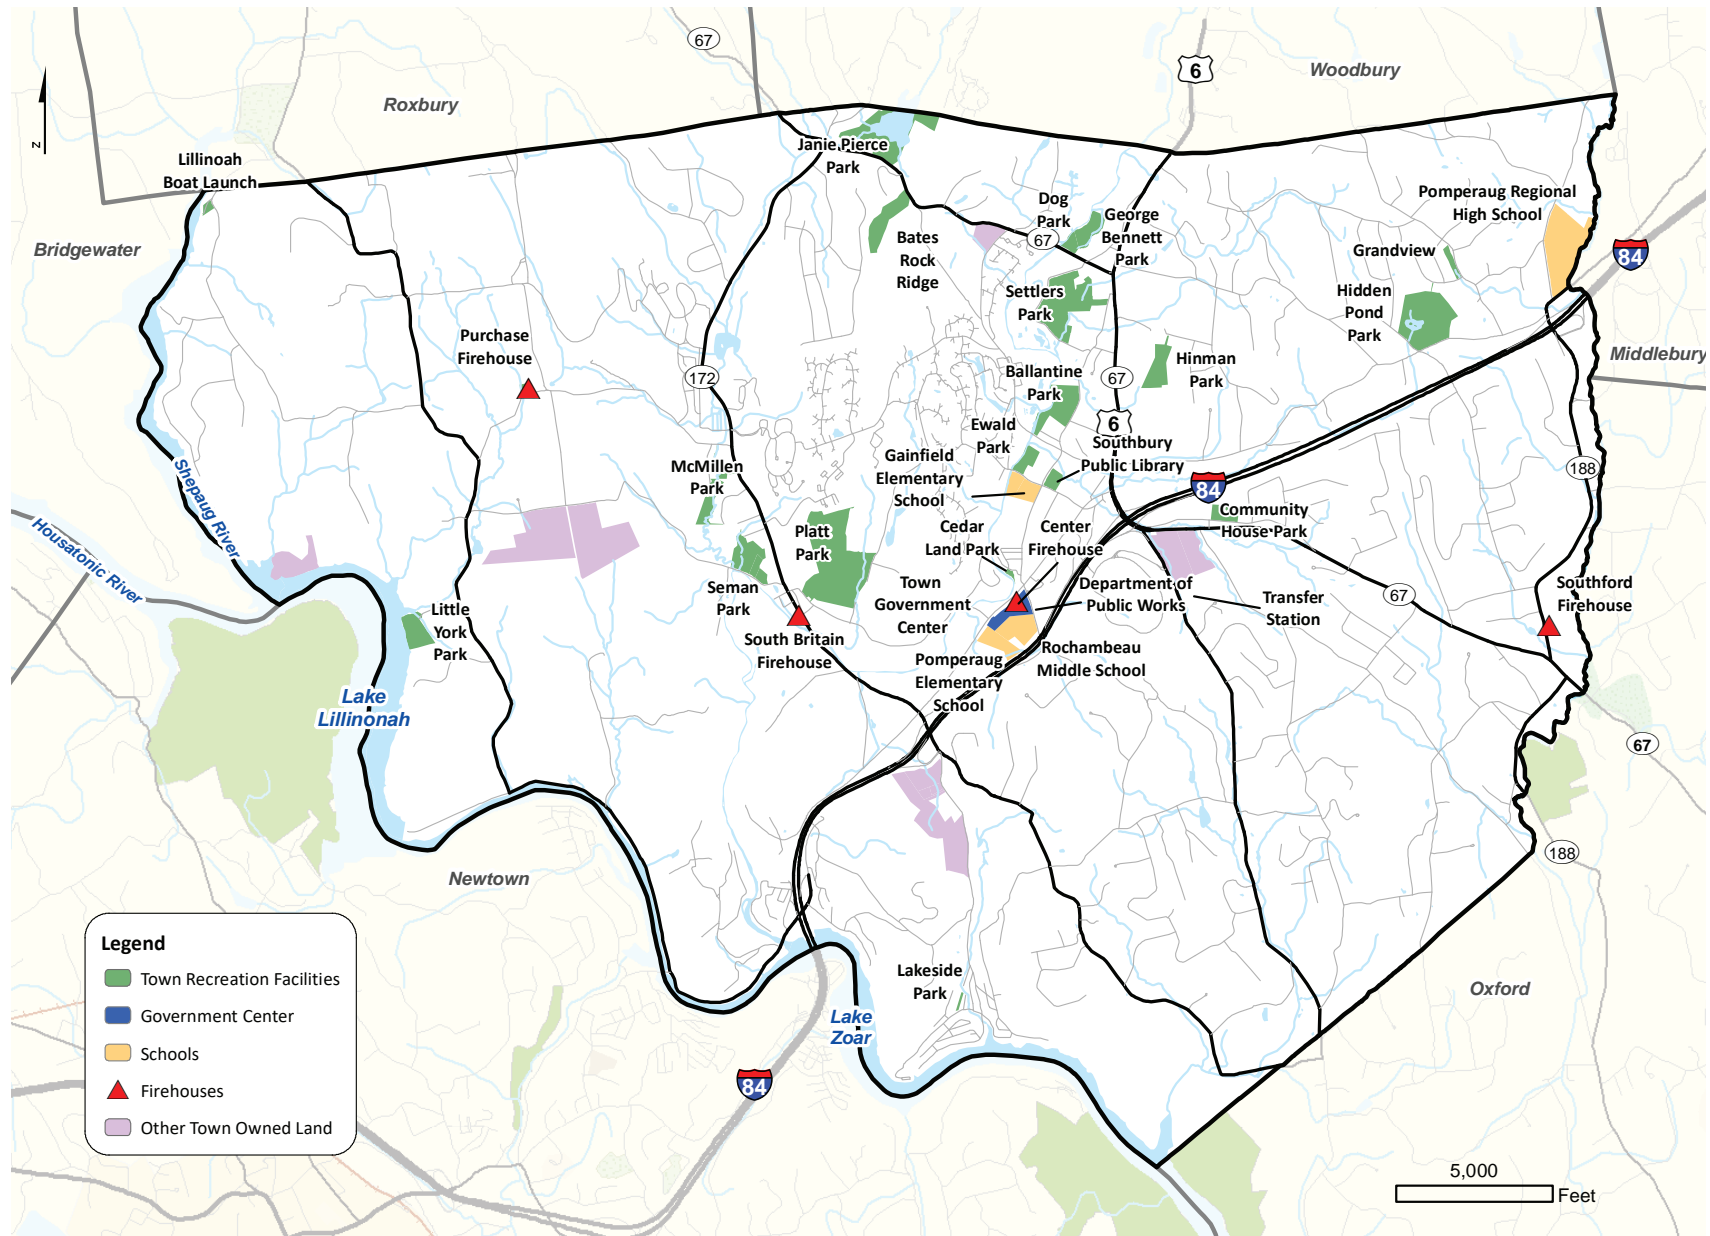 67
6
Woodbury
Roxbury
z
Lillinoah
Boat Launch
Janie Pierce
Park
Pomperaug Regional
High School
Dog
Park
George
Bennett
Park
67
Bates
Rock
Ridge
Bridgewater
Grandview
84
Settlers
Park
Hidden
Pond
Park
Purchase
Firehouse
Hinman
Park
Middlebury
172
Ballantine
Park
67
6
Ewald
Park
Southbury
Public Library
Gainfield
Elementary
School
McMillen
Park
188
84
Shepaug River
Housatonic River
Community
House Park
Cedar
Land Park
Center
Firehouse
Platt
Park
Seman
Park
Town
Government
Center
Department of
Public Works
Transfer
Station
67
Southford
Firehouse
Little
York
Park
South Britain
Firehouse
Rochambeau
Middle School
Pomperaug
Elementary
School
Lake
Lillinonah
67
188
Newtown
Lakeside
Park
Oxford
Lake
Zoar
84
Legend
Town Recreation Facilities
Government Center
Schools
Firehouses
Other Town Owned Land
5,000
Feet